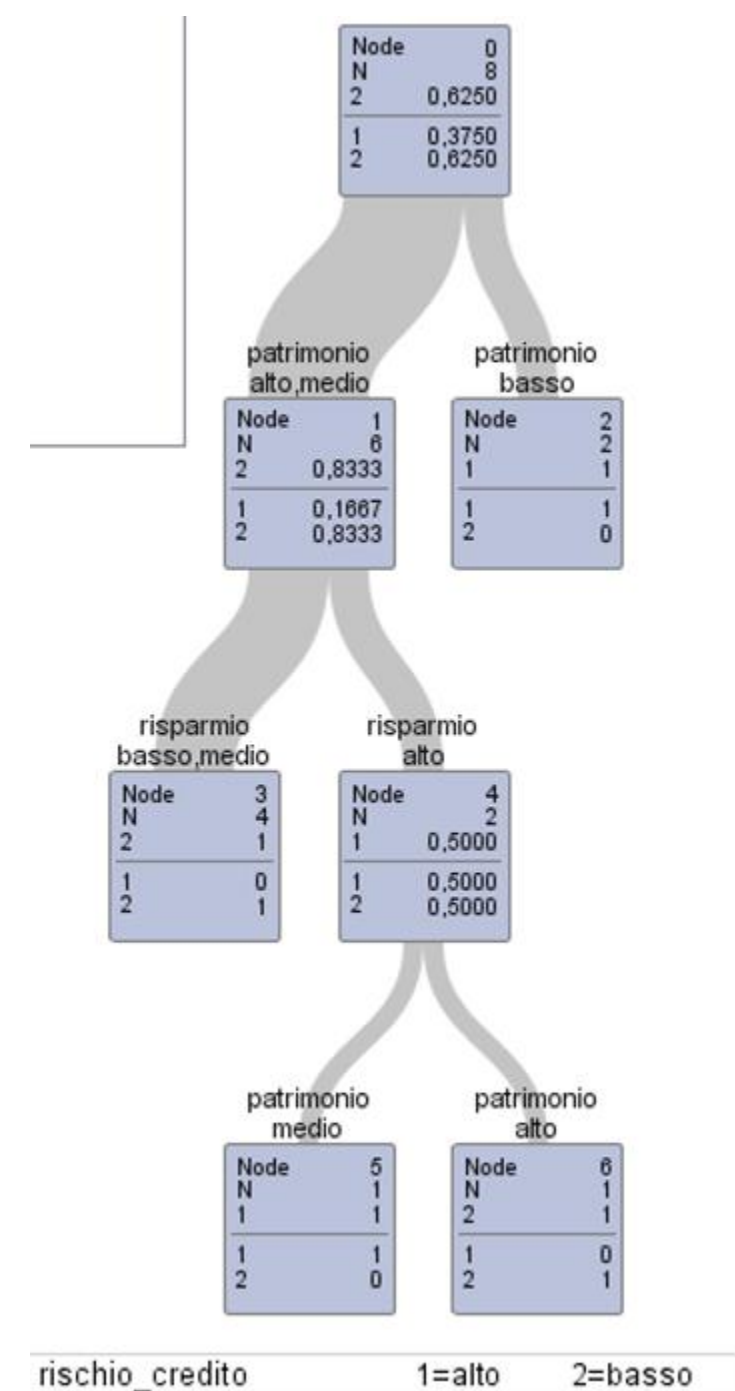 Node 0
N 8
2 0,6250
1 0,3750
2 0,6250
patrimonio
alto,medio
Node 1
N 6
2 0,8333
1 0,1667
2 0,8333
patrimonio
basso
Node 2
N 2
1 1
1 1
2 0
risparmio
basso,medio
Node 3
N 4
2 1
1 0
2 1
risparmio
alto
Node 4
N 2
1 0,5000
1 0,5000
2 0,5000
patrimonio
medio
Node 5
N 1
1 1
1 1
2 0
patrimonio
alto
Node 6
N 1
2 1
1 0
2 1
rischio_credito 1=alto 2=basso